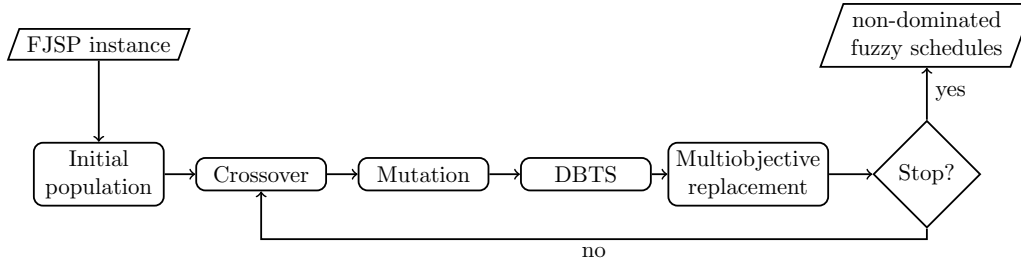 FJSP instance
non-dominated
fuzzy schedules
yes
Initial
population
Crossover
Mutation
DBTS
Multiobjective
replacement
Stop?
no